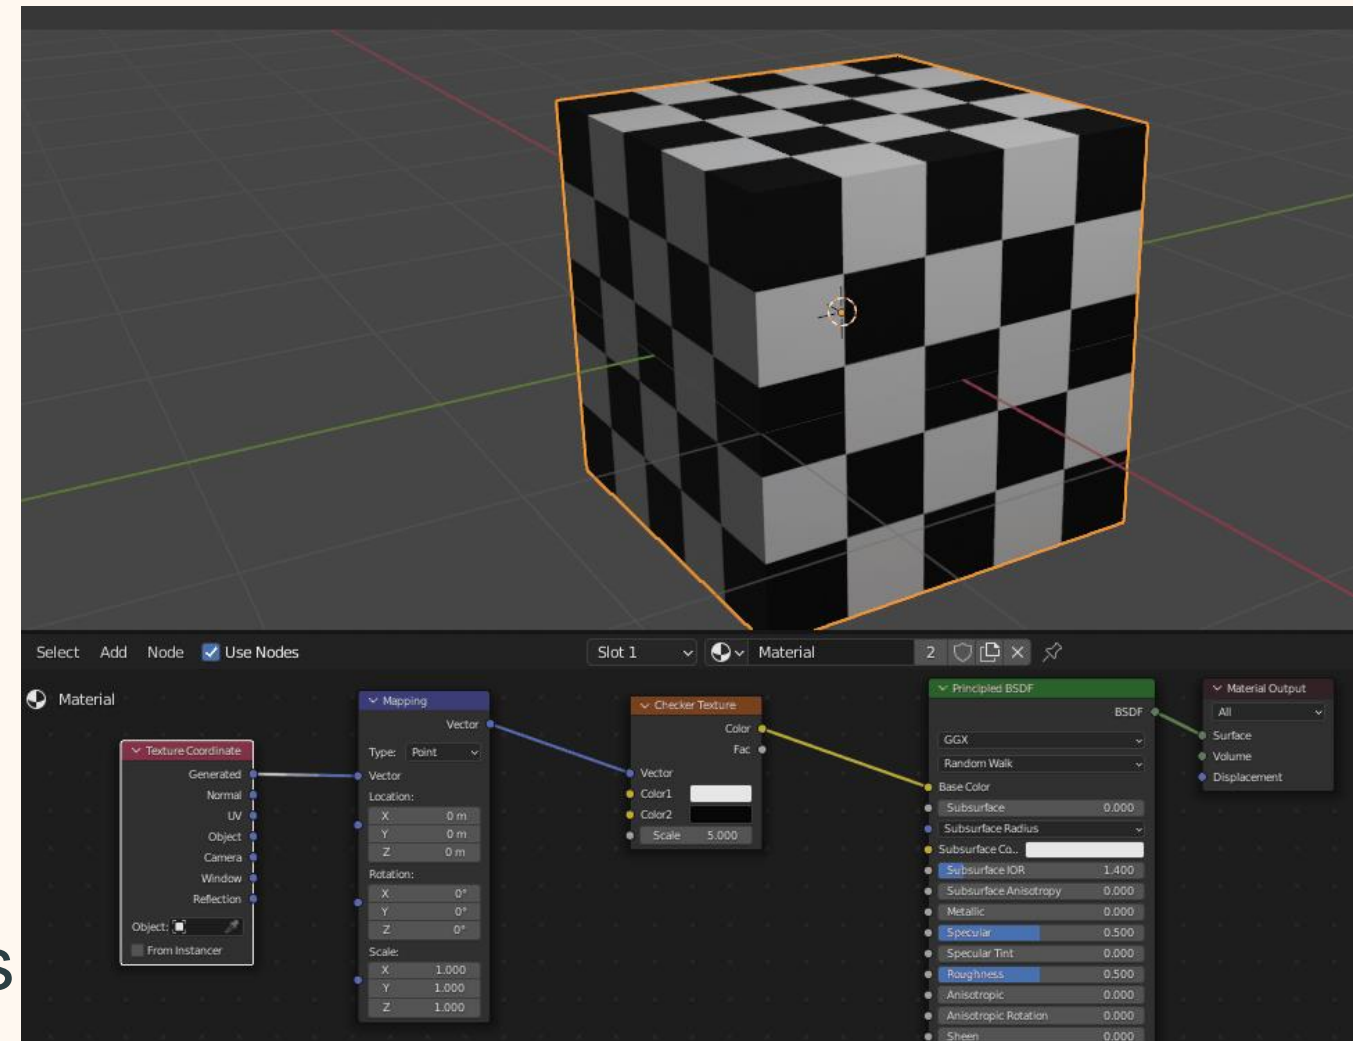 Select Add Node Use Nodes Slot 1 Material 2
Material
Texture Coordinate
Generated
Normal
UV
Object
Camera
Window
Reflection
Object:
From Instancer
Mapping
Vector
Type: Point
Vector
Location:
X 0 m
Y 0 m
Z 0 m
Rotation:
X 0°
Y 0°
Z 0°
Scale:
X 1.000
Y 1.000
Z 1.000
Checker Texture
Color
Fac
Vector
Color1
Color2
Scale 5.000
Principled BSDF
BSDF
GGX
Random Walk
Base Color
Subsurface 0.000
Subsurface Radius
Subsurface Co..
Subsurface IOR 1.400
Subsurface Anisotropy 0.000
Metallic 0.000
Specular 0.500
Specular Tint 0.000
Roughness 0.500
Anisotropic 0.000
Anisotropic Rotation 0.000
Sheen 0.000
Material Output
All
Surface
Volume
Displacement
s